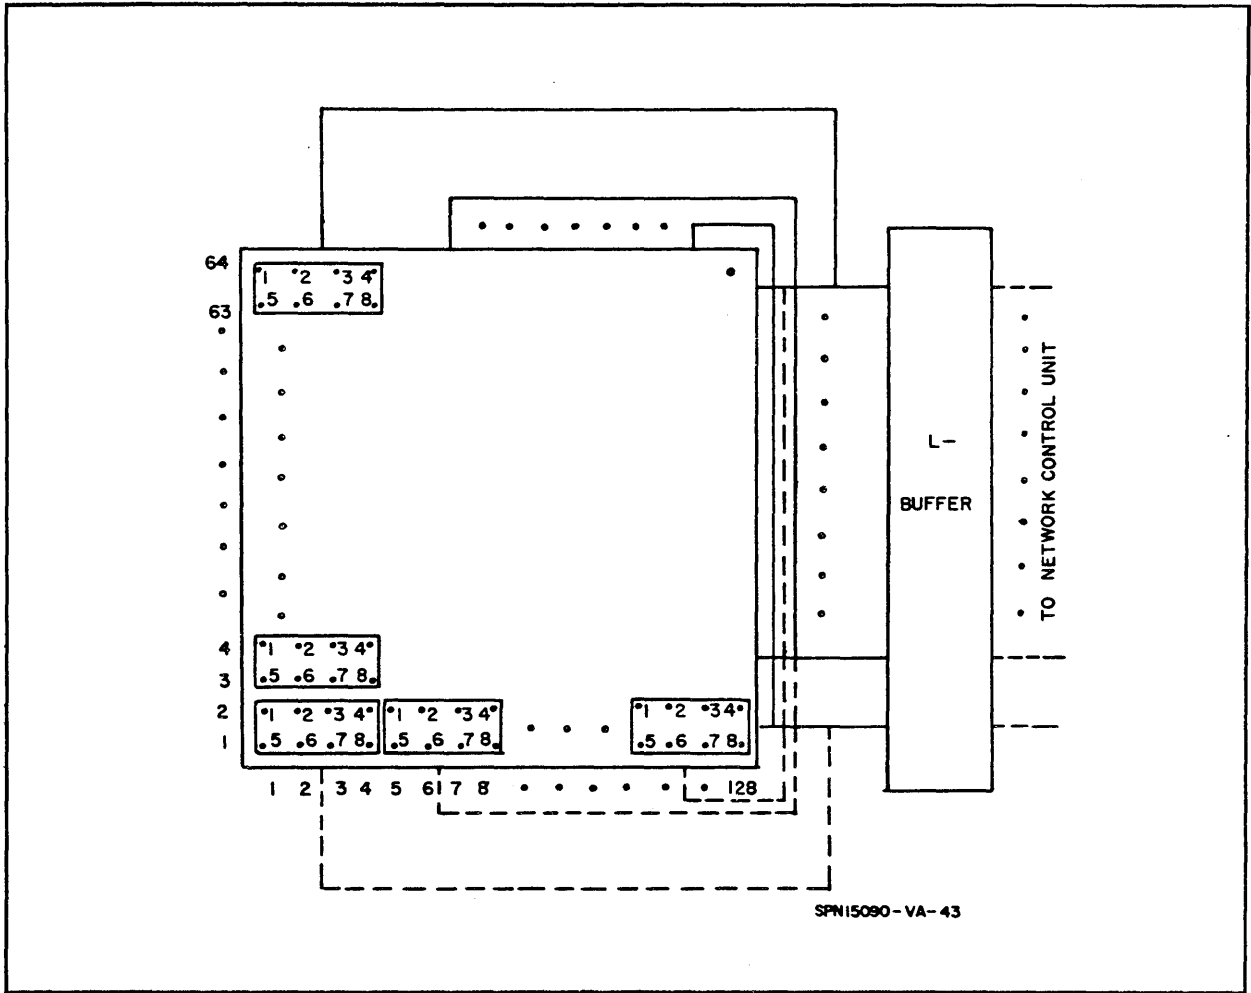 64
1 2 3 4
5 6 7 8
63
4
1 2 3 4
3
5 6 7 8
2
1 2 3 4 1 2 3 4 1 2 3 4
1
5 6 7 8 5 6 7 8 5 6 7 8
1 2 3 4 5 6 7 8 128
L-
BUFFER
TO NETWORK CONTROL UNIT
SPN15090-VA-43